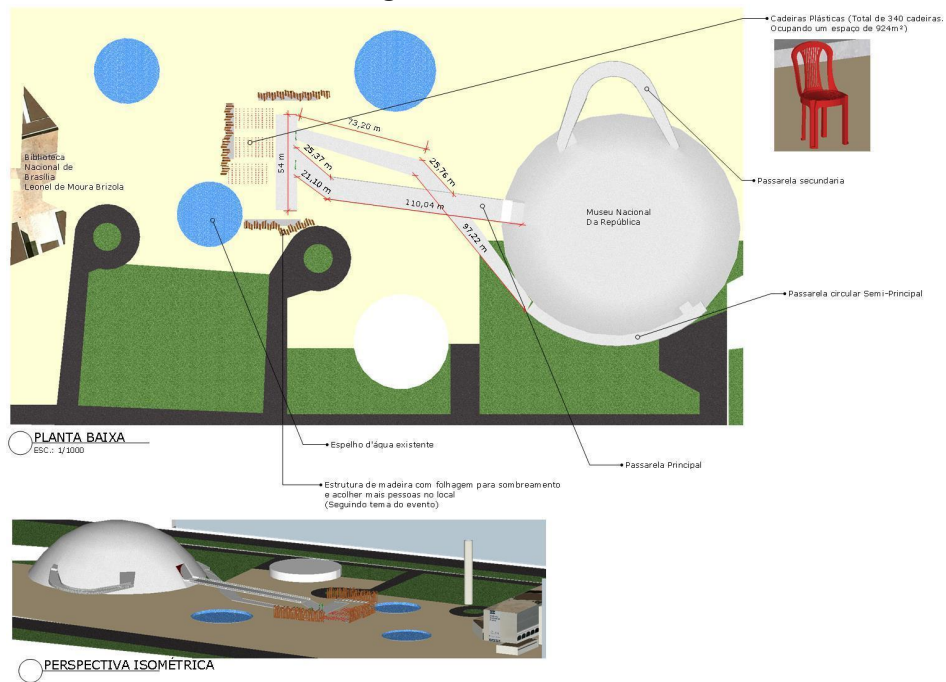 Cadeiras Plásticas (Total de 340 cadeiras.
Ocupando um espaço de 924m²)
73,20 m
25,37 m
25,76 m
54 m
21,10 m
110,04 m
97,22 m
Biblioteca
Nacional de
Brasília
Leonel de Moura Brizola
Museu Nacional
Da República
Passarela secundaria
Passarela circular Semi-Principal
PLANTA BAIXA
ESC.: 1/1000
Espelho d'água existente
Passarela Principal
Estrutura de madeira com folhagem para sombreamento
e acolher mais pessoas no local
(Seguindo tema do evento)
PERSPECTIVA ISOMÉTRICA